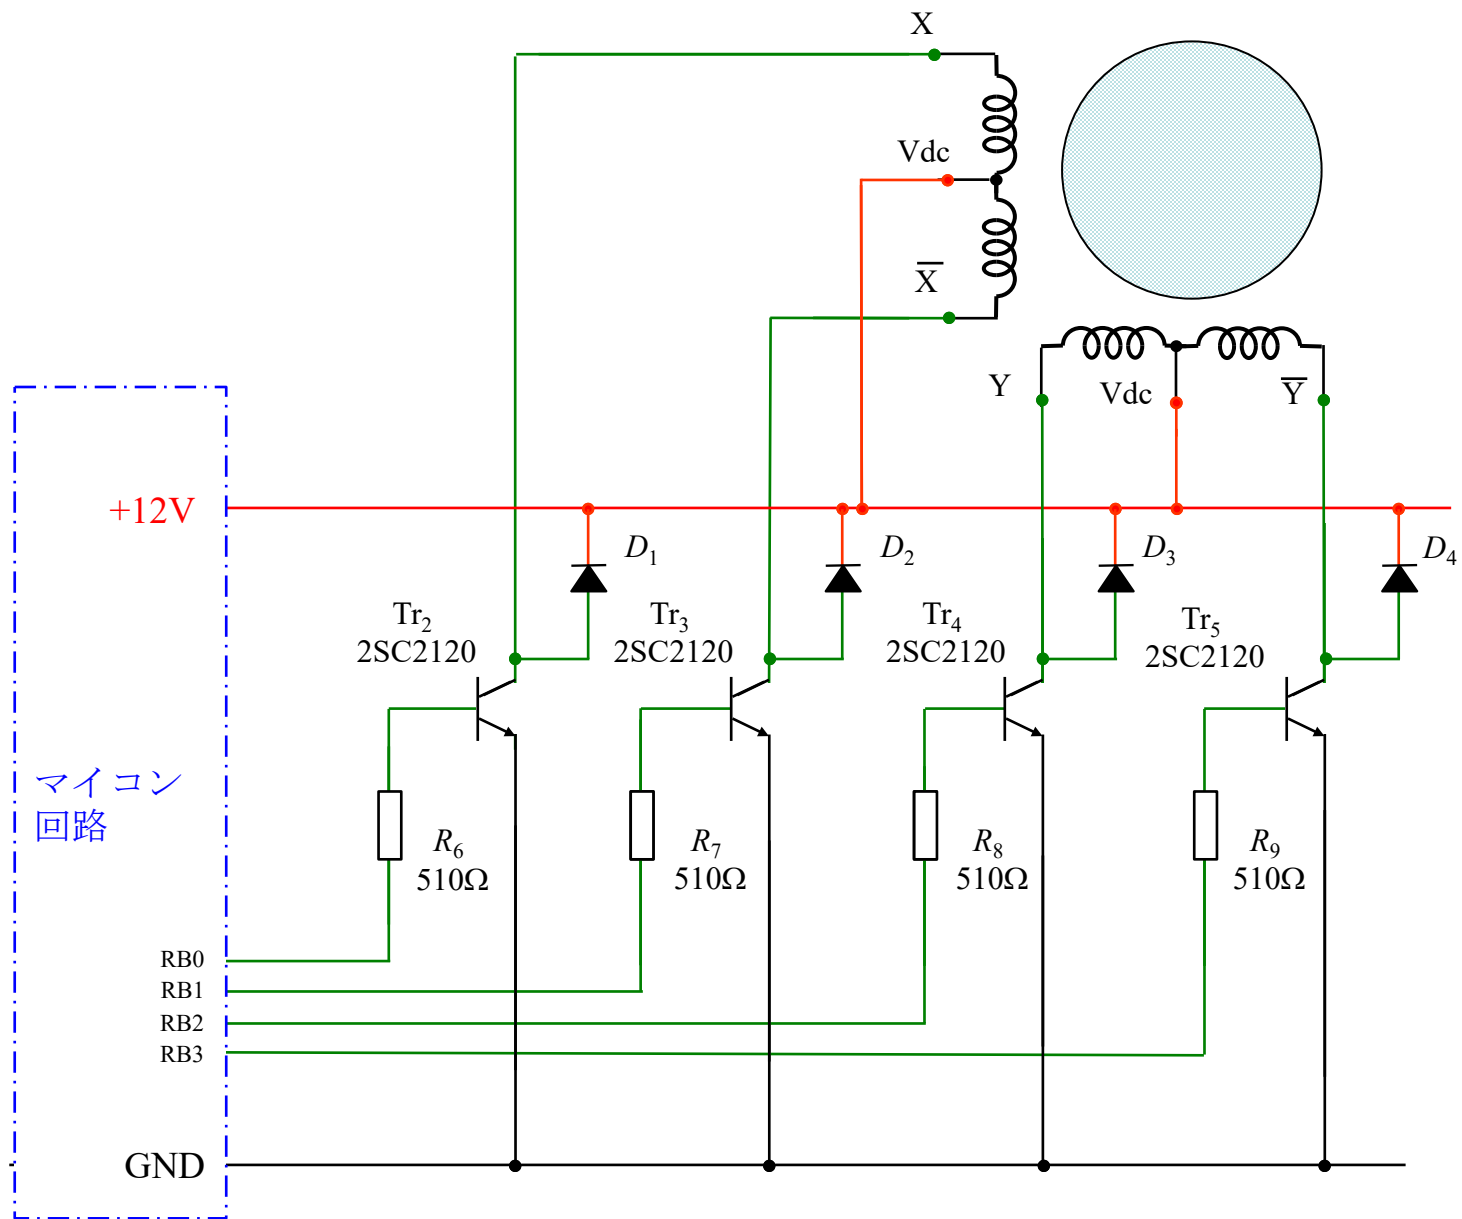 X
Vdc
X̅
Y
Vdc
Y̅
+12V
D1
D2
D3
D4
Tr2
2SC2120
Tr3
2SC2120
Tr4
2SC2120
Tr5
2SC2120
マイコン
回路
R6
510Ω
R7
510Ω
R8
510Ω
R9
510Ω
RB0
RB1
RB2
RB3
GND